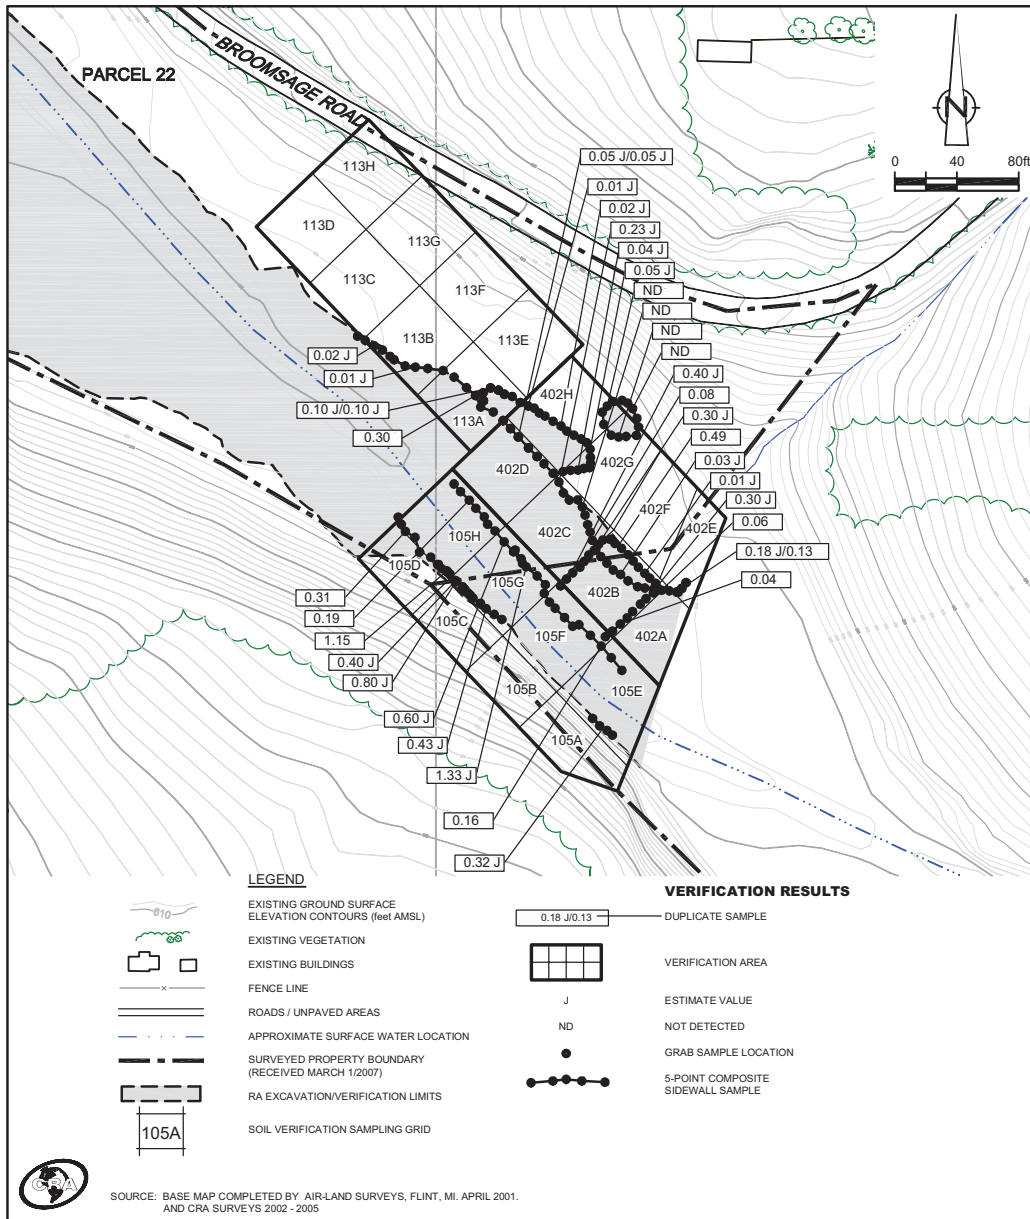 BROOMSAGE ROAD
PARCEL 22
N
0 40 80ft
113H
113D
113G
113C
113F
113B
113E
113A
402H
402D
402G
402C
402F
402E
402B
402A
105H
105D
105G
105C
105F
105B
105E
105A
0.05 J/0.05 J
0.01 J
0.02 J
0.23 J
0.04 J
0.05 J
ND
ND
ND
ND
0.40 J
0.08
0.30 J
0.49
0.03 J
0.01 J
0.30 J
0.06
0.18 J/0.13
0.04
0.02 J
0.01 J
0.10 J/0.10 J
0.30
0.31
0.19
1.15
0.40 J
0.80 J
0.60 J
0.43 J
1.33 J
0.16
0.32 J
LEGEND
610
EXISTING GROUND SURFACE
ELEVATION CONTOURS (feet AMSL)
EXISTING VEGETATION
EXISTING BUILDINGS
x
FENCE LINE
ROADS / UNPAVED AREAS
APPROXIMATE SURFACE WATER LOCATION
SURVEYED PROPERTY BOUNDARY
(RECEIVED MARCH 1/2007)
RA EXCAVATION/VERIFICATION LIMITS
105A
SOIL VERIFICATION SAMPLING GRID
VERIFICATION RESULTS
0.18 J/0.13
DUPLICATE SAMPLE
VERIFICATION AREA
J
ESTIMATE VALUE
ND
NOT DETECTED
GRAB SAMPLE LOCATION
5-POINT COMPOSITE
SIDEWALL SAMPLE
CRA
SOURCE: BASE MAP COMPLETED BY AIR-LAND SURVEYS, FLINT, MI. APRIL 2001.
AND CRA SURVEYS 2002 - 2005